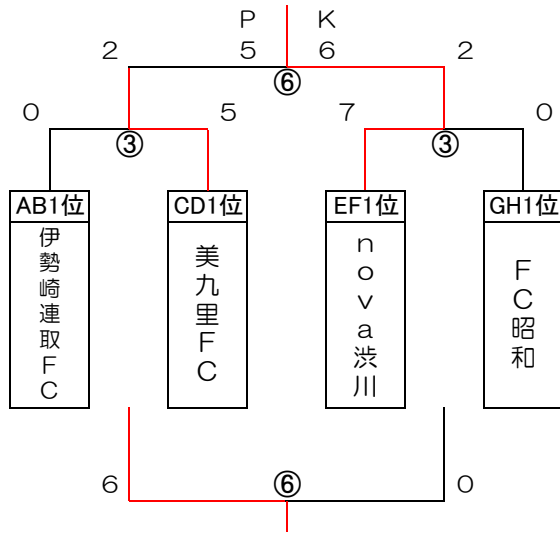 Ｐ Ｋ
２ ５ ６ ２
⑥
０ ５ ７ ０
③ ③
AB1位 CD1位 EF1位 GH1位
伊勢崎連取ＦＣ
美九里ＦＣ
ｎｏｖａ渋川
ＦＣ昭和
６ ⑥ ０